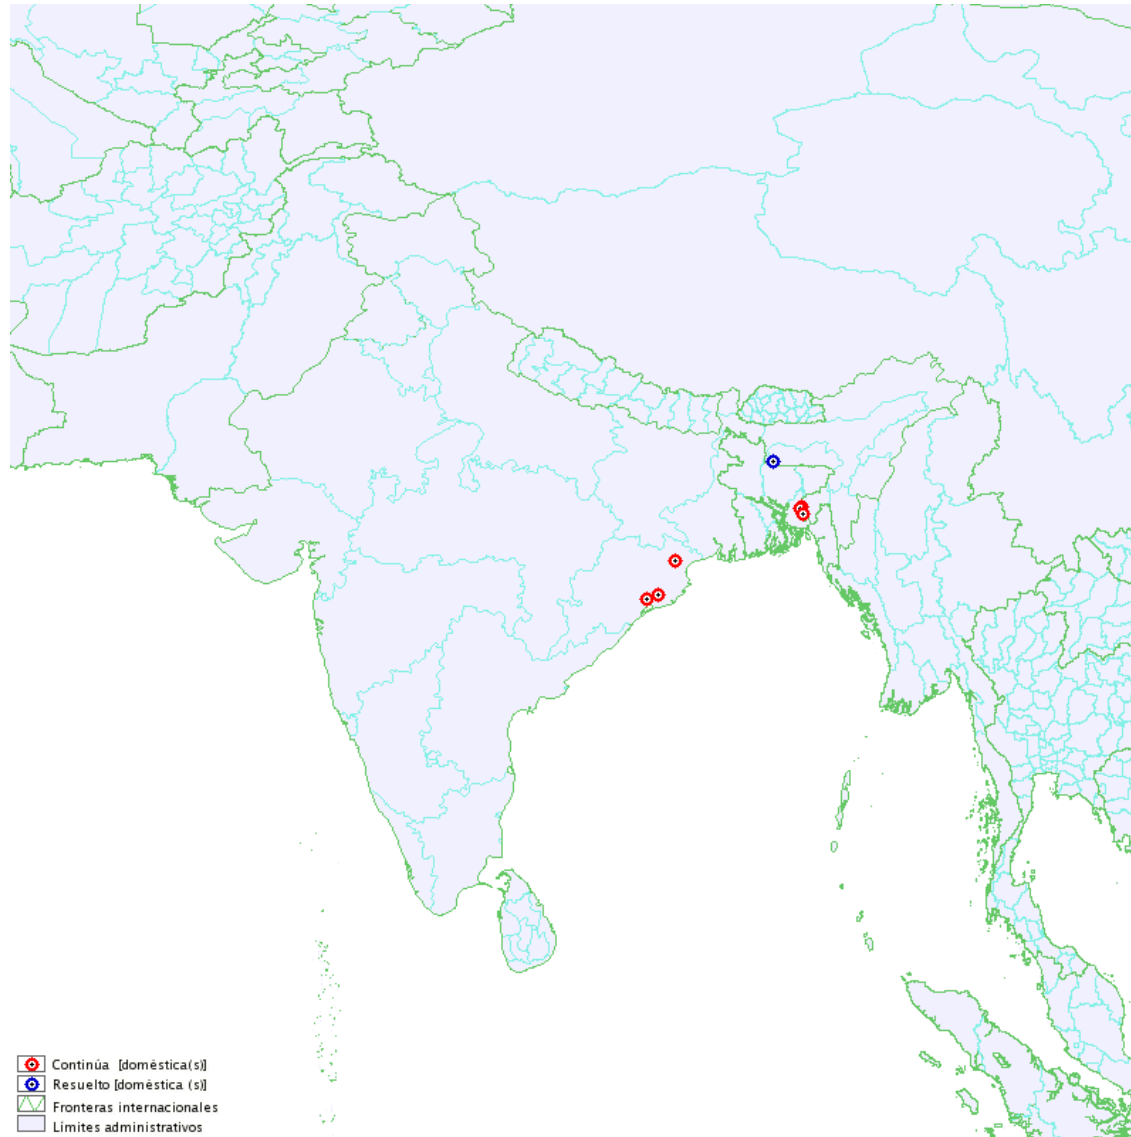 Continúa [doméstica(s)]
Resuelto [doméstica (s)]
Fronteras internacionales
Límites administrativos